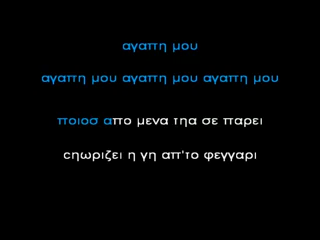 αγαπη μου
αγαπη μου αγαπη μου αγαπη μου
ποιοσ απο μενα τηα σε παρει
cηωριζει η γη απ'το φεγγαρι